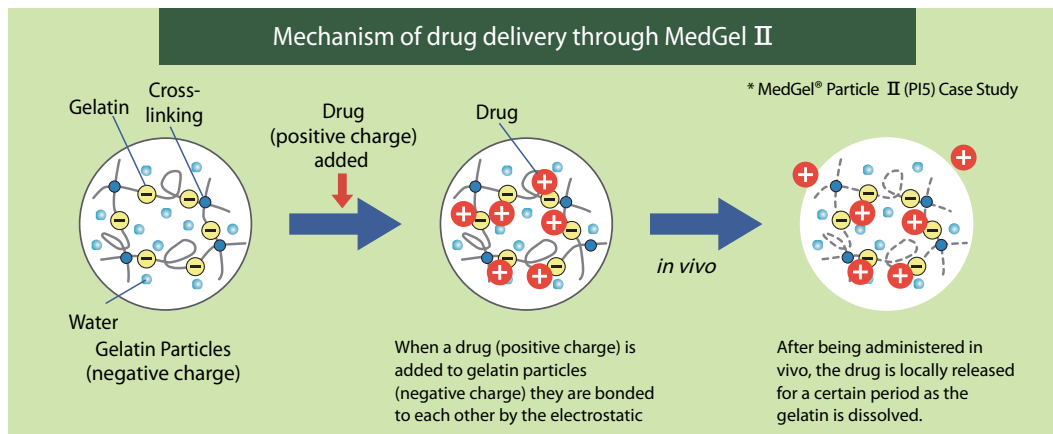 Mechanism of drug delivery through MedGel Ⅱ
* MedGel® Particle Ⅱ (PI5) Case Study
Gelatin
Cross-
linking
Drug
(positive charge)
added
Drug
in vivo
Water
Gelatin Particles
(negative charge)
When a drug (positive charge) is
added to gelatin particles
(negative charge) they are bonded
to each other by the electrostatic
After being administered in
vivo, the drug is locally released
for a certain period as the
gelatin is dissolved.